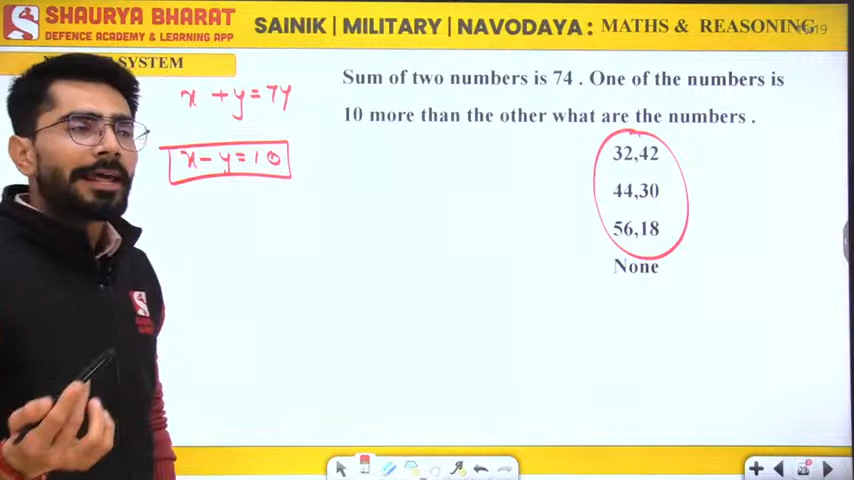 SHAURYA BHARAT
DEFENCE ACADEMY & LEARNING APP
SAINIK | MILITARY | NAVODAYA : MATHS & REASONING
SYSTEM
x + y = 74
x - y = 10
Sum of two numbers is 74 . One of the numbers is
10 more than the other what are the numbers .
32,42
44,30
56,18
None